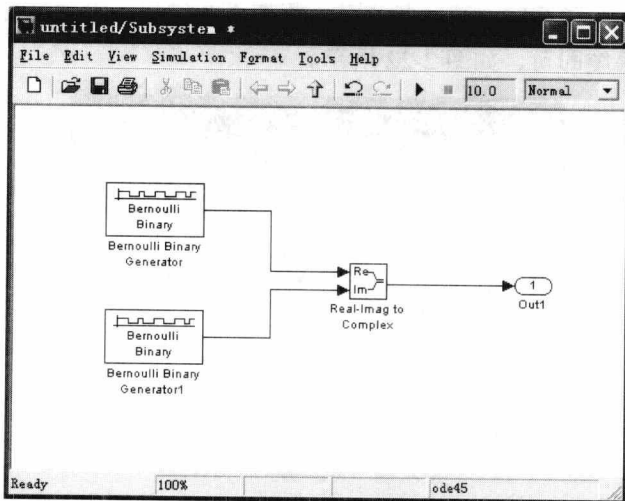 untitled/Subsystem *
File Edit View Simulation Format Tools Help
10.0 Normal
Bernoulli
Binary
Bernoulli Binary
Generator
Re
Im
Real-Imag to
Complex
1
Out1
Bernoulli
Binary
Bernoulli Binary
Generator1
Ready 100% ode45